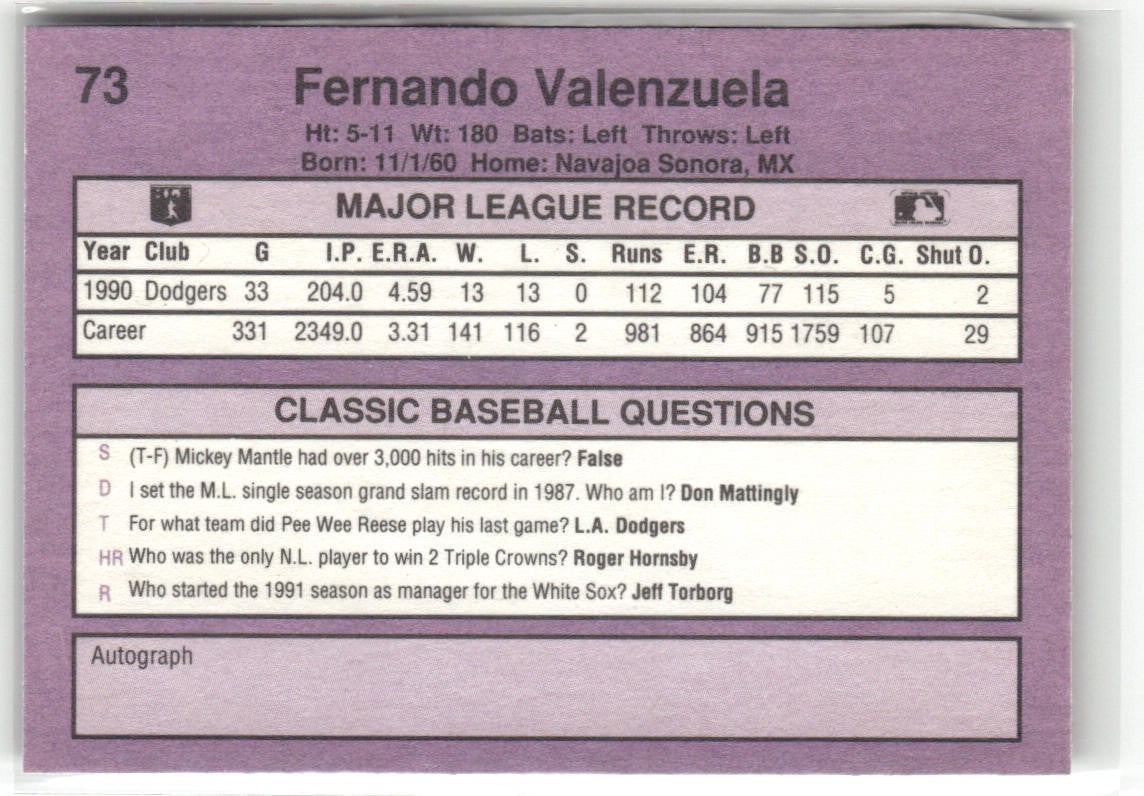 73
Fernando Valenzuela
Ht: 5-11 Wt: 180 Bats: Left Throws: Left
Born: 11/1/60 Home: Navajoa Sonora, MX
MAJOR LEAGUE RECORD
Year Club G I.P. E.R.A. W. L. S. Runs E.R. B.B S.O. C.G. Shut O.
1990 Dodgers 33 204.0 4.59 13 13 0 112 104 77 115 5 2
Career 331 2349.0 3.31 141 116 2 981 864 915 1759 107 29
CLASSIC BASEBALL QUESTIONS
S (T-F) Mickey Mantle had over 3,000 hits in his career? False
D I set the M.L. single season grand slam record in 1987. Who am I? Don Mattingly
T For what team did Pee Wee Reese play his last game? L.A. Dodgers
HR Who was the only N.L. player to win 2 Triple Crowns? Roger Hornsby
R Who started the 1991 season as manager for the White Sox? Jeff Torborg
Autograph